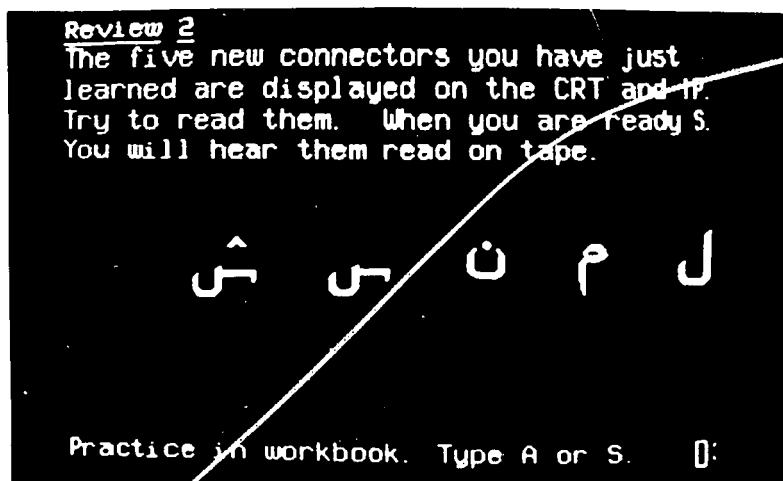 Review 2
The five new connectors you have just
learned are displayed on the CRT and IP.
Try to read them. When you are ready S.
You will hear them read on tape.
ل م ن س ش
Practice in workbook. Type A or S. []: